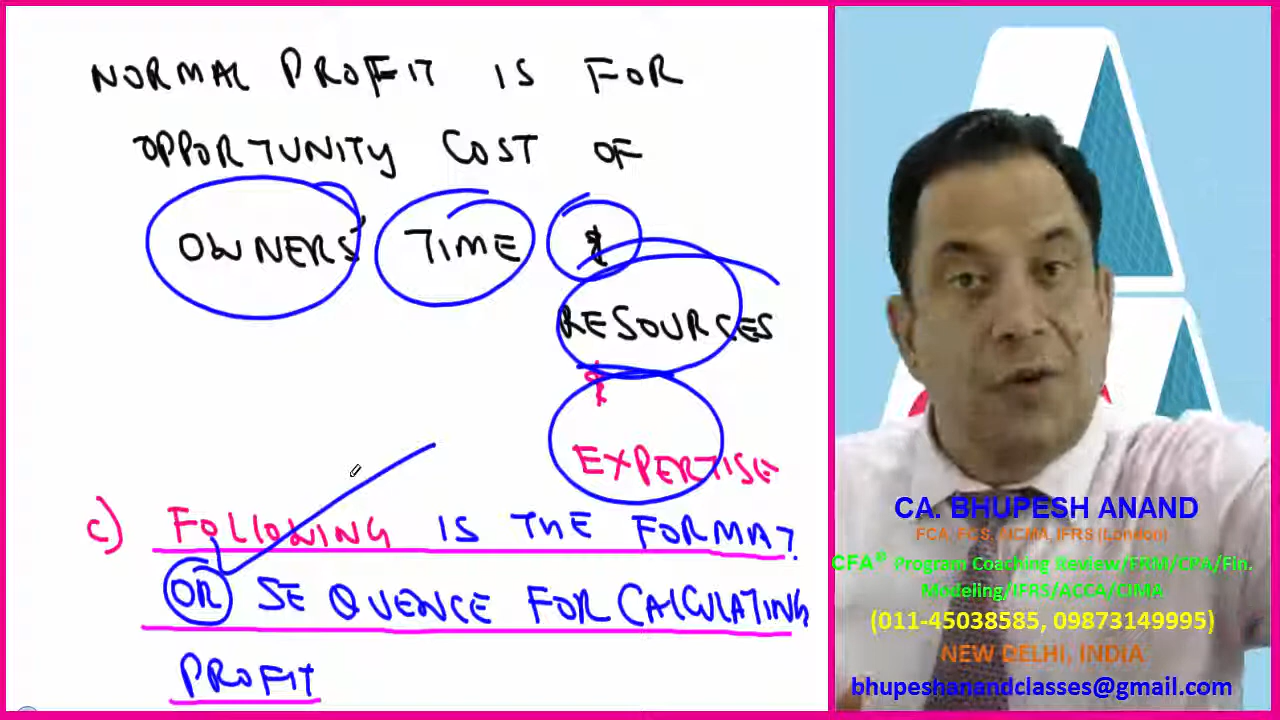 NORMAL PROFIT IS FOR
OPPORTUNITY COST OF
OWNERS' TIME &
RESOURCES
&
EXPERTISE
c) FOLLOWING IS THE FORMAT
OR SEQUENCE FOR CALCULATING
PROFIT
CA. BHUPESH ANAND
FCA, FCS, AICMA, IFRS (London)
CFA® Program Coaching Review/FRM/CPA/Fin.
Modeling/IFRS/ACCA/CIMA
(011-45038585, 09873149995)
NEW DELHI, INDIA
bhupeshanandclasses@gmail.com